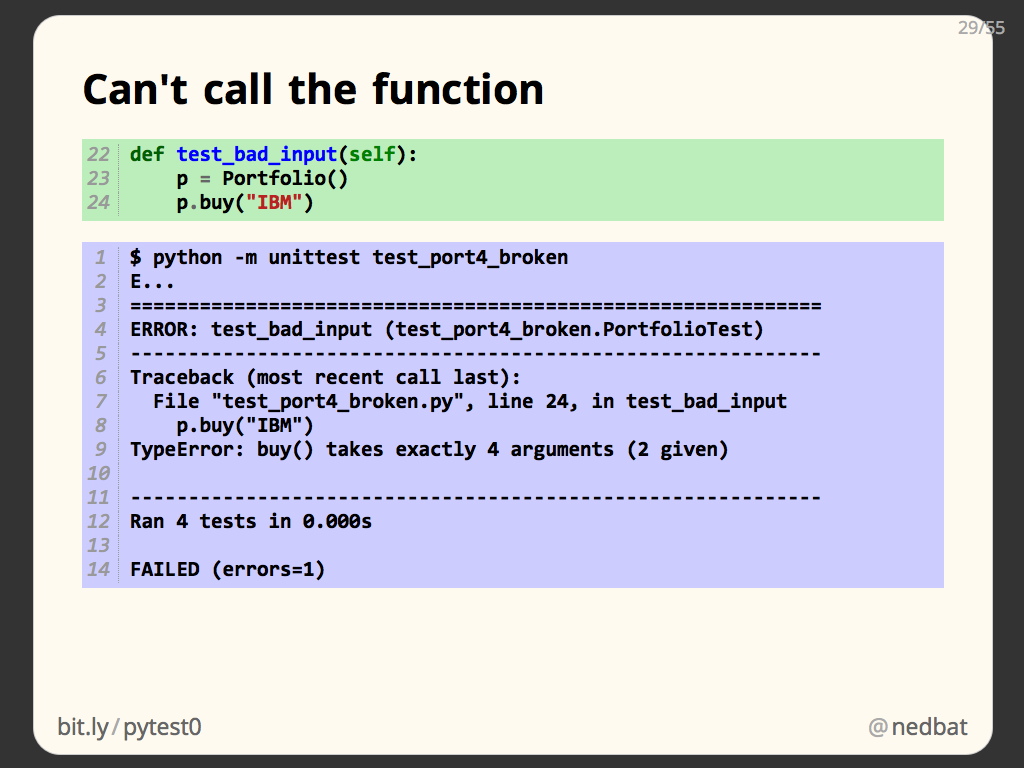 29/55
Can't call the function
22 def test_bad_input(self):
23     p = Portfolio()
24     p.buy("IBM")
1 $ python -m unittest test_port4_broken
2 E...
3 ============================================================
4 ERROR: test_bad_input (test_port4_broken.PortfolioTest)
5 ------------------------------------------------------------
6 Traceback (most recent call last):
7   File "test_port4_broken.py", line 24, in test_bad_input
8     p.buy("IBM")
9 TypeError: buy() takes exactly 4 arguments (2 given)
10
11 ------------------------------------------------------------
12 Ran 4 tests in 0.000s
13
14 FAILED (errors=1)
bit.ly/pytest0
@nedbat